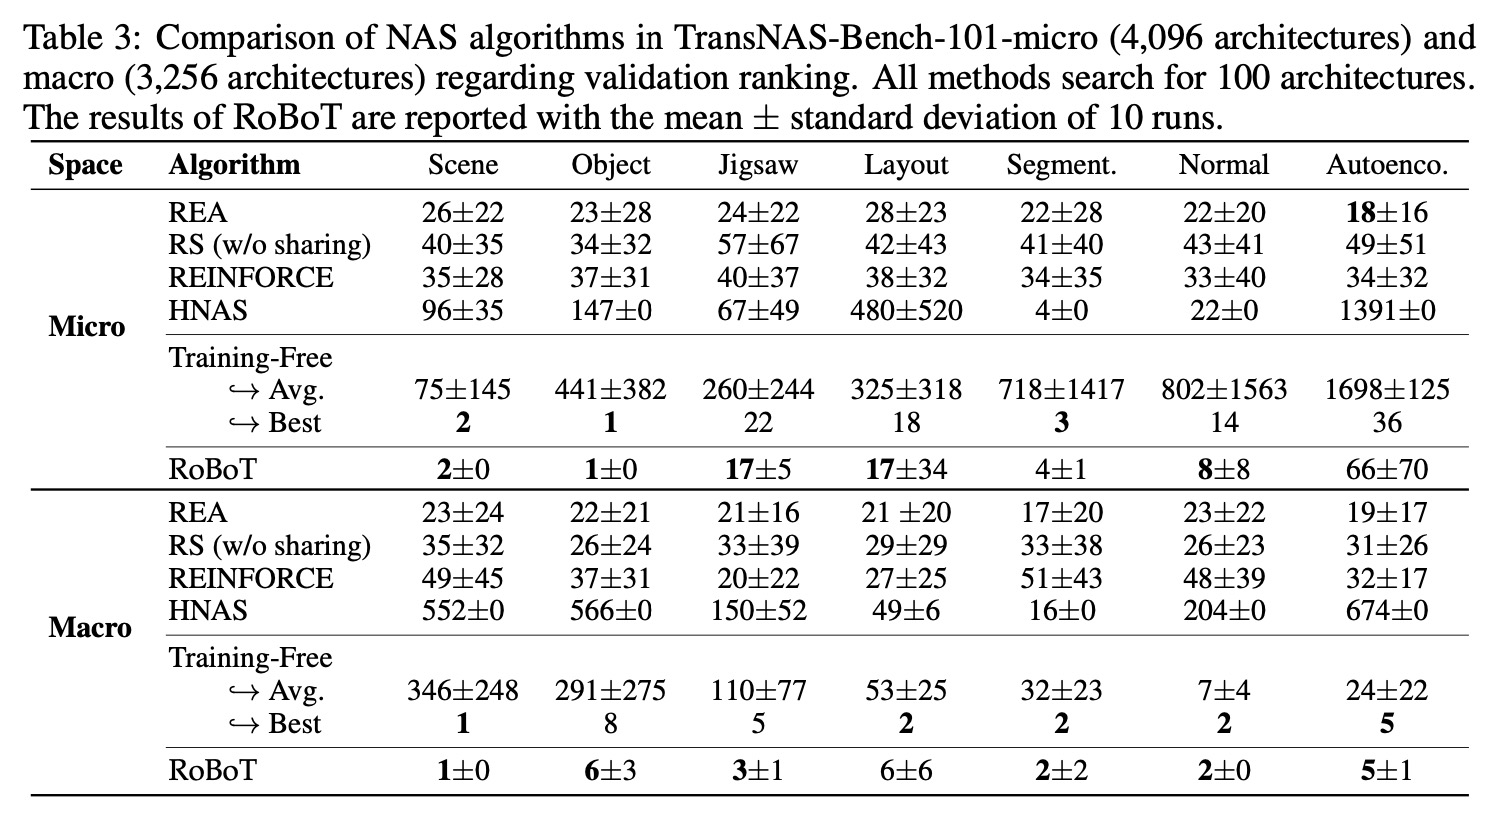 Table 3: Comparison of NAS algorithms in TransNAS-Bench-101-micro (4,096 architectures) and
macro (3,256 architectures) regarding validation ranking. All methods search for 100 architectures.
The results of RoBoT are reported with the mean ± standard deviation of 10 runs.
Space Algorithm Scene Object Jigsaw Layout Segment. Normal Autoenco.
REA 26±22 23±28 24±22 28±23 22±28 22±20 18±16
RS (w/o sharing) 40±35 34±32 57±67 42±43 41±40 43±41 49±51
REINFORCE 35±28 37±31 40±37 38±32 34±35 33±40 34±32
HNAS 96±35 147±0 67±49 480±520 4±0 22±0 1391±0
Micro
Training-Free
↪ Avg. 75±145 441±382 260±244 325±318 718±1417 802±1563 1698±125
↪ Best 2 1 22 18 3 14 36
RoBoT 2±0 1±0 17±5 17±34 4±1 8±8 66±70
REA 23±24 22±21 21±16 21 ±20 17±20 23±22 19±17
RS (w/o sharing) 35±32 26±24 33±39 29±29 33±38 26±23 31±26
REINFORCE 49±45 37±31 20±22 27±25 51±43 48±39 32±17
HNAS 552±0 566±0 150±52 49±6 16±0 204±0 674±0
Macro
Training-Free
↪ Avg. 346±248 291±275 110±77 53±25 32±23 7±4 24±22
↪ Best 1 8 5 2 2 2 5
RoBoT 1±0 6±3 3±1 6±6 2±2 2±0 5±1